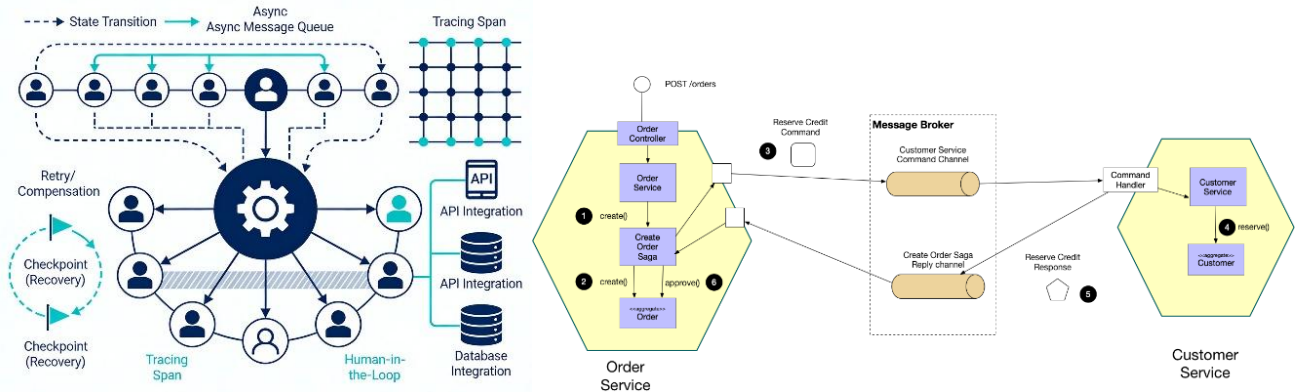 State Transition
Async
Async Message Queue
Tracing Span
Retry/
Compensation
Checkpoint
(Recovery)
Checkpoint
(Recovery)
API
API Integration
API Integration
Database
Integration
Tracing
Span
Human-in-
the-Loop
POST /orders
Order
Controller
Order
Service
1 create()
Create
Order
Saga
2 create()
approve() 6
<<aggregate>>
Order
Order
Service
Reserve Credit
Command
3
Message Broker
Customer Service
Command Channel
Create Order Saga
Reply channel
Reserve Credit
Response
5
Command
Handler
Customer
Service
4 reserve()
<<aggregate>>
Customer
Customer
Service